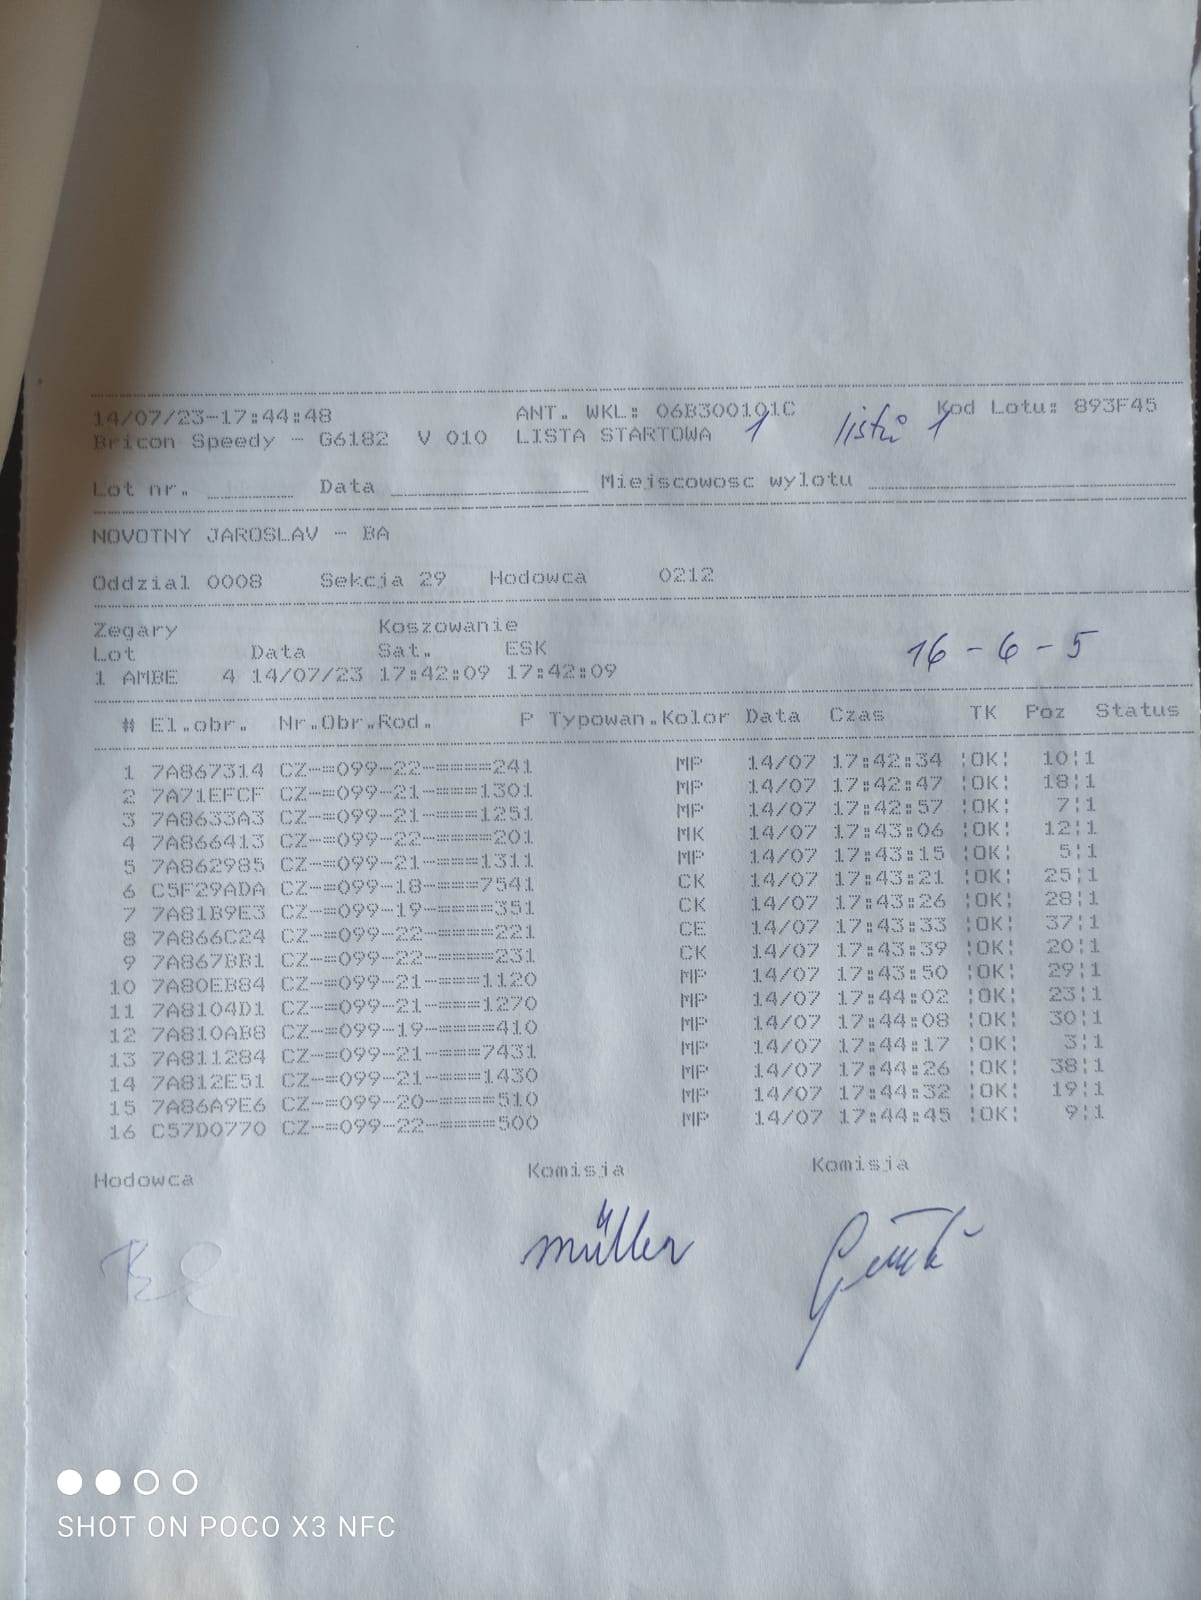 14/07/23-17:44:48 ANT. WKL: 06B300101C Kod Lotu: 893F45
Bricon Speedy - G6182 V 010 LISTA STARTOWA 1 listů 1
Lot nr. Data Miejscowosc wylotu
NOVOTNY JAROSLAV - BA
Oddzial 0008 Sekcja 29 Hodowca 0212
Zegary Koszowanie
Lot Data Sat. ESK
16 - 6 - 5
1 AMBE 4 14/07/23 17:42:09 17:42:09
# El.obr. Nr.Obr.Rod. P Typowan.Kolor Data Czas TK Poz Status
1 7A867314 CZ-=099-22-=====241 MP 14/07 17:42:34 ¦OK¦ 10¦1
2 7A71EFCF CZ-=099-21-====1301 MP 14/07 17:42:47 ¦OK¦ 18¦1
3 7A8633A3 CZ-=099-21-====1251 MP 14/07 17:42:57 ¦OK¦ 7¦1
4 7A866413 CZ-=099-22-=====201 MK 14/07 17:43:06 ¦OK¦ 12¦1
5 7A862985 CZ-=099-21-====1311 MP 14/07 17:43:15 ¦OK¦ 5¦1
6 C5F29ADA CZ-=099-18-====7541 CK 14/07 17:43:21 ¦OK¦ 25¦1
7 7A81B9E3 CZ-=099-19-=====351 CK 14/07 17:43:26 ¦OK¦ 28¦1
8 7A866C24 CZ-=099-22-=====221 CE 14/07 17:43:33 ¦OK¦ 37¦1
9 7A867BB1 CZ-=099-22-=====231 CK 14/07 17:43:39 ¦OK¦ 20¦1
10 7A80EB84 CZ-=099-21-====1120 MP 14/07 17:43:50 ¦OK¦ 29¦1
11 7A8104D1 CZ-=099-21-====1270 MP 14/07 17:44:02 ¦OK¦ 23¦1
12 7A810AB8 CZ-=099-19-=====410 MP 14/07 17:44:08 ¦OK¦ 30¦1
13 7A811284 CZ-=099-21-====7431 MP 14/07 17:44:17 ¦OK¦ 3¦1
14 7A812E51 CZ-=099-21-====1430 MP 14/07 17:44:26 ¦OK¦ 38¦1
15 7A86A9E6 CZ-=099-20-=====510 MP 14/07 17:44:32 ¦OK¦ 19¦1
16 C57D0770 CZ-=099-22-=====500 MP 14/07 17:44:45 ¦OK¦ 9¦1
Hodowca Komisja Komisja
müller
SHOT ON POCO X3 NFC